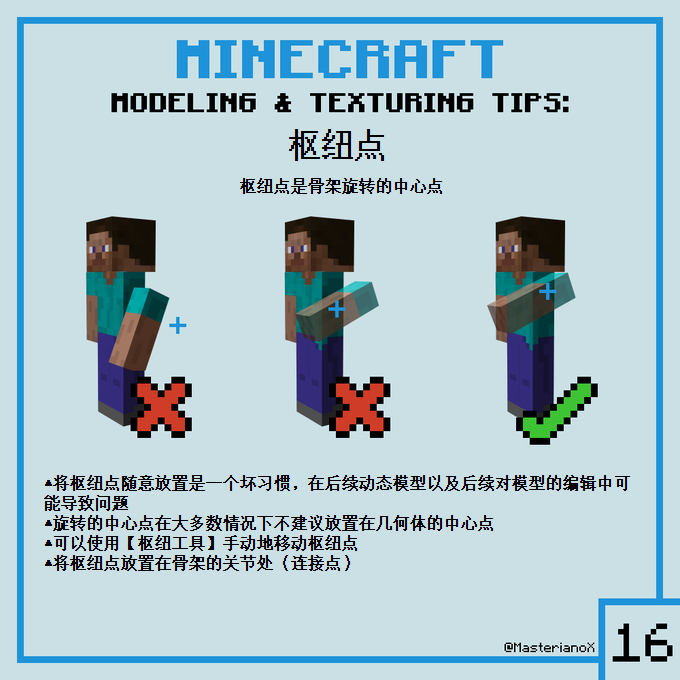 MINECRAFT
MODELING & TEXTURING TIPS:
枢纽点
枢纽点是骨架旋转的中心点
▲将枢纽点随意放置是一个坏习惯，在后续动态模型以及后续对模型的编辑中可
能导致问题
▲旋转的中心点在大多数情况下不建议放置在几何体的中心点
▲可以使用【枢纽工具】手动地移动枢纽点
▲将枢纽点放置在骨架的关节处（连接点）
@MasterianoX
16